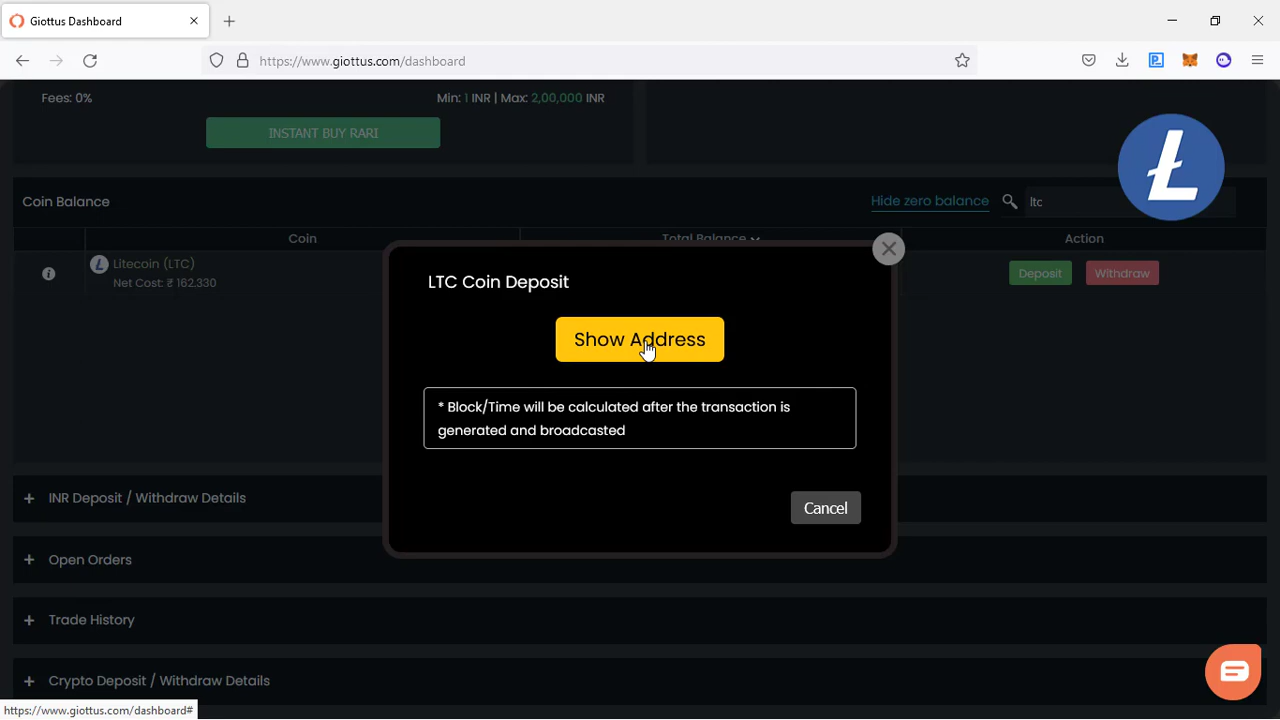 Giottus Dashboard
https://www.giottus.com/dashboard
Fees: 0%
Min: 1 INR | Max: 2,00,000 INR
INSTANT BUY RARI
Coin Balance
Hide zero balance
ltc
Coin
Total Balance
Action
Litecoin (LTC)
Net Cost: ₹ 162.330
Deposit
Withdraw
LTC Coin Deposit
Show Address
* Block/Time will be calculated after the transaction is
generated and broadcasted
Cancel
+ INR Deposit / Withdraw Details
+ Open Orders
+ Trade History
+ Crypto Deposit / Withdraw Details
https://www.giottus.com/dashboard#